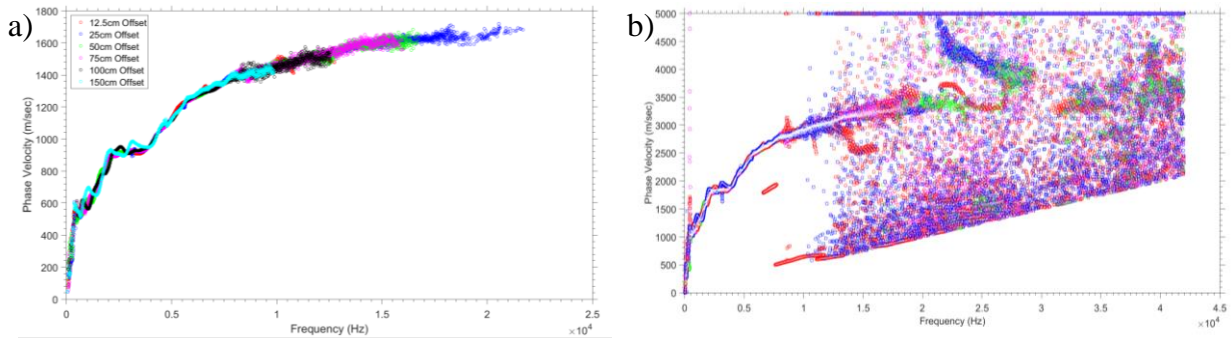 a)
1800
1600
1400
1200
1000
800
600
400
200
0
Phase Velocity (m/sec)
12.5cm Offset
25cm Offset
50cm Offset
75cm Offset
100cm Offset
150cm Offset
0 0.5 1 1.5 2 2.5
Frequency (Hz)
×10⁴
b)
5000
4500
4000
3500
3000
2500
2000
1500
1000
500
0
Phase Velocity (m/sec)
0 0.5 1 1.5 2 2.5 3 3.5 4 4.5
Frequency (Hz)
×10⁴